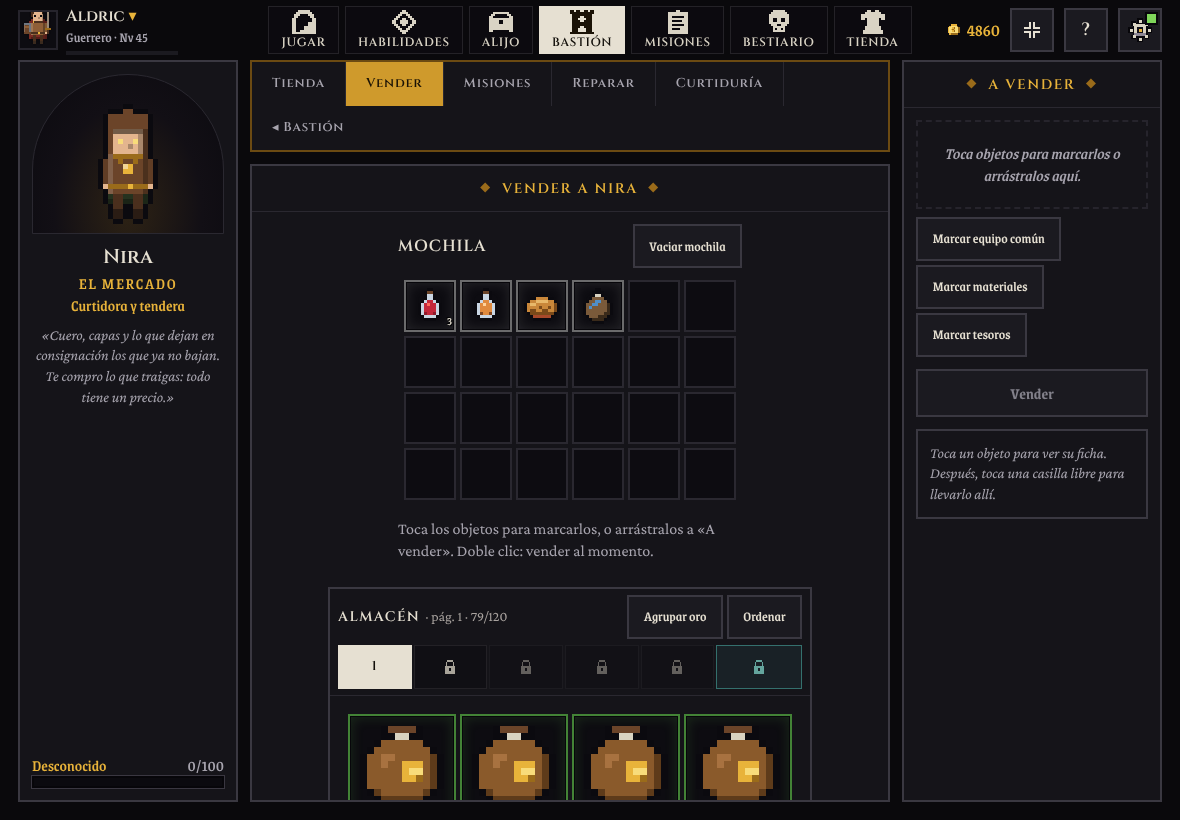 ALDRIC ▾
Guerrero · Nv 45
JUGAR
HABILIDADES
ALIJO
BASTIÓN
MISIONES
BESTIARIO
TIENDA
4860
?
NIRA
EL MERCADO
Curtidora y tendera
«Cuero, capas y lo que dejan en
consignación los que ya no bajan.
Te compro lo que traigas: todo
tiene un precio.»
Desconocido 0/100
TIENDA
VENDER
MISIONES
REPARAR
CURTIDURÍA
◂ BASTIÓN
VENDER A NIRA
MOCHILA
Vaciar mochila
3
Toca los objetos para marcarlos, o arrástralos a «A
vender». Doble clic: vender al momento.
ALMACÉN · pág. 1 · 79/120
Agrupar oro
Ordenar
I
A VENDER
Toca objetos para marcarlos o
arrástralos aquí.
Marcar equipo común
Marcar materiales
Marcar tesoros
Vender
Toca un objeto para ver su ficha.
Después, toca una casilla libre para
llevarlo allí.